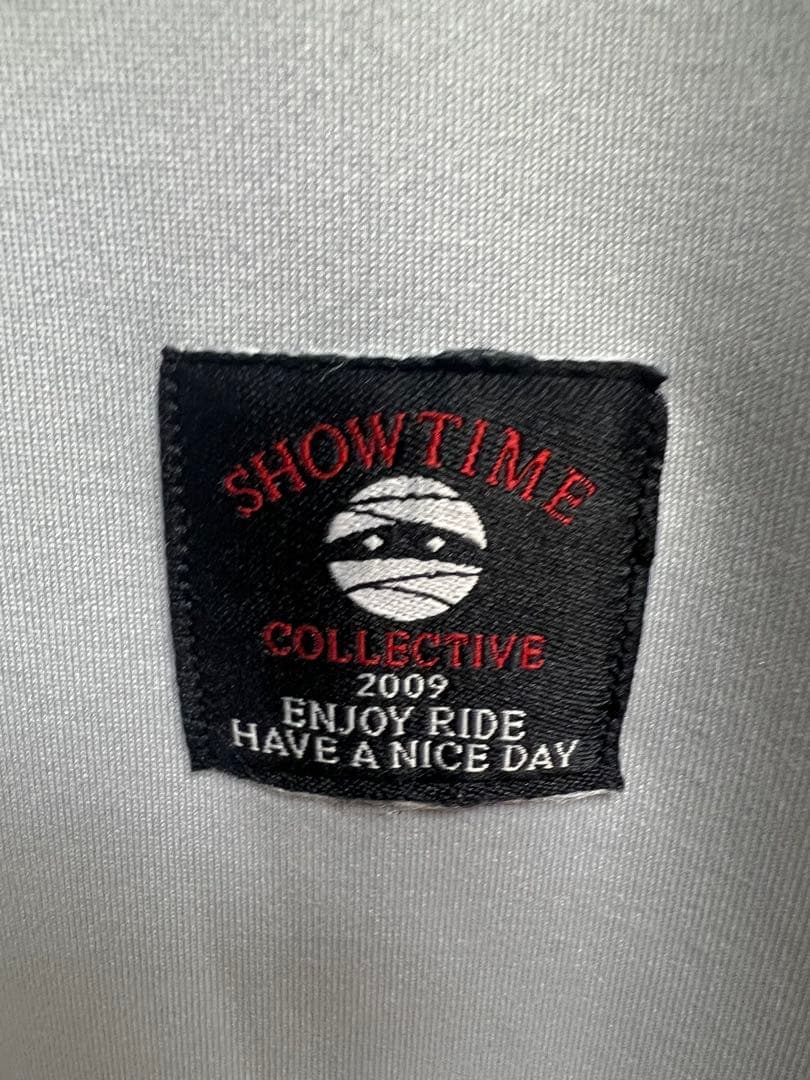 SHOWTIME
COLLECTIVE
2009
ENJOY RIDE
HAVE A NICE DAY